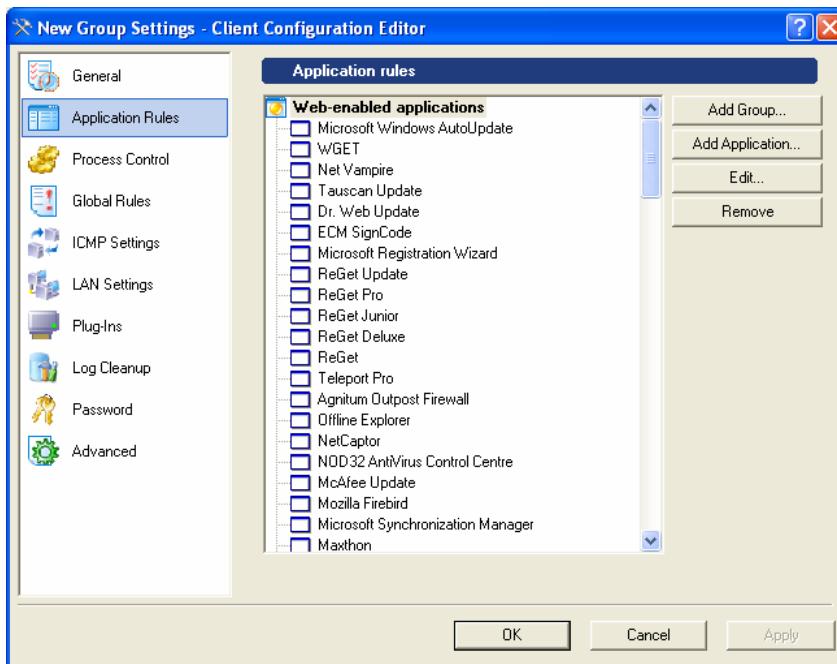 New Group Settings - Client Configuration Editor
General
Application Rules
Process Control
Global Rules
ICMP Settings
LAN Settings
Plug-Ins
Log Cleanup
Password
Advanced
Application rules
Web-enabled applications
Microsoft Windows AutoUpdate
WGET
Net Vampire
Tauscan Update
Dr. Web Update
ECM SignCode
Microsoft Registration Wizard
ReGet Update
ReGet Pro
ReGet Junior
ReGet Deluxe
ReGet
Teleport Pro
Agnitum Outpost Firewall
Offline Explorer
NetCaptor
NOD32 AntiVirus Control Centre
McAfee Update
Mozilla Firebird
Microsoft Synchronization Manager
Maxthon
Add Group...
Add Application...
Edit...
Remove
OK
Cancel
Apply